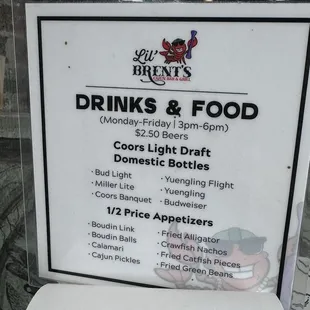 Lil'
BRENT'S
DRINKS & FOOD
(Monday-Friday | 3pm-6pm)
$2.50 Beers
Coors Light Draft
Domestic Bottles
· Bud Light
· Miller Lite
· Coors Banquet
· Yuengling Flight
· Yuengling
· Budweiser
1/2 Price Appetizers
· Boudin Link
· Boudin Balls
· Calamari
· Cajun Pickles
· Fried Alligator
· Crawfish Nachos
· Fried Catfish Pieces
· Fried Green Beans